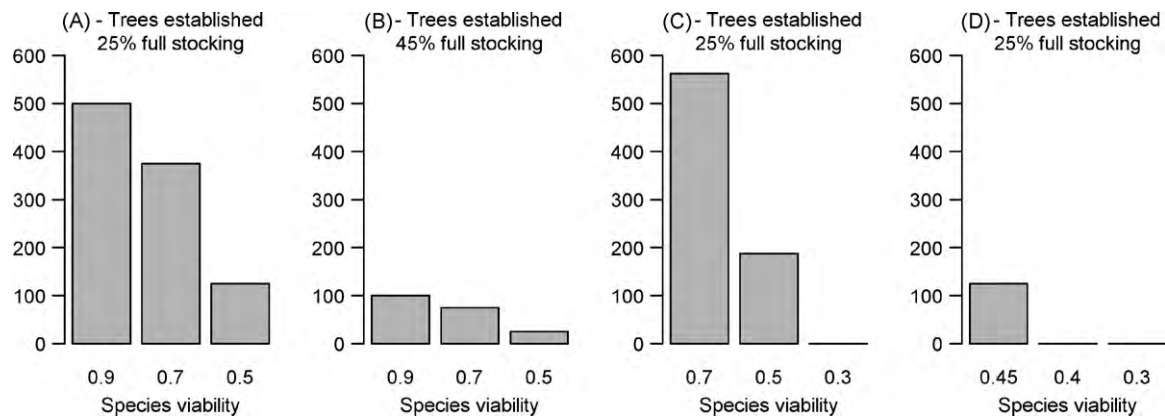 (A) - Trees established
25% full stocking
600
500
400
300
200
100
0
0.9 0.7 0.5
Species viability
(B) - Trees established
45% full stocking
600
500
400
300
200
100
0
0.9 0.7 0.5
Species viability
(C) - Trees established
25% full stocking
600
500
400
300
200
100
0
0.7 0.5 0.3
Species viability
(D) - Trees established
25% full stocking
600
500
400
300
200
100
0
0.45 0.4 0.3
Species viability